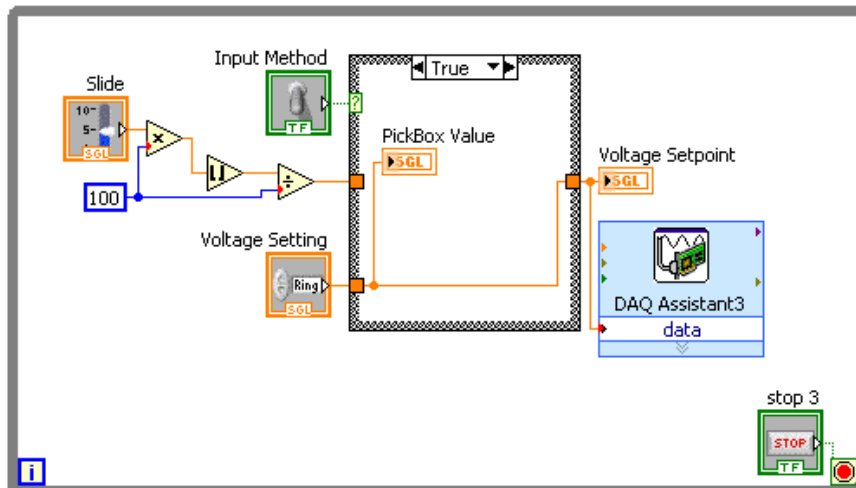 Input Method
True
Slide
10-
5-
TF
?
PickBox Value
SGL
SGL
Voltage Setpoint
SGL
100
Voltage Setting
Ring
SGL
DAQ Assistant3
data
stop 3
STOP
TF
i